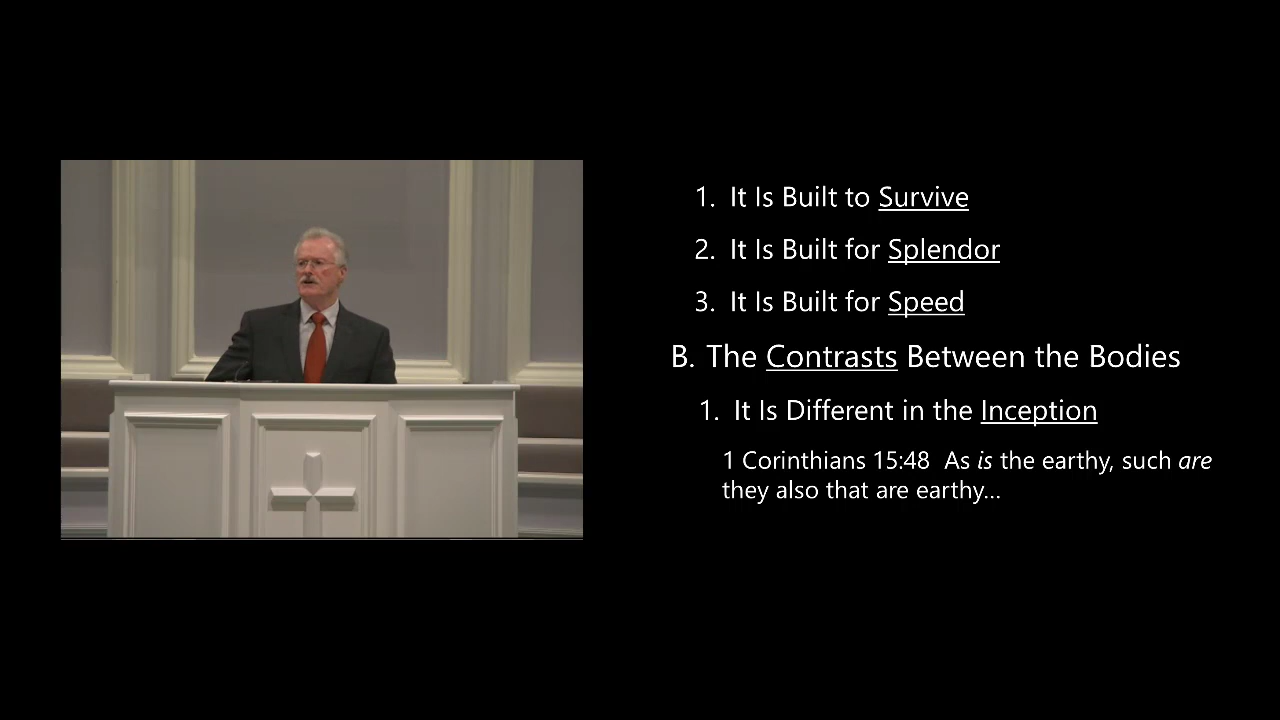 1. It Is Built to Survive
2. It Is Built for Splendor
3. It Is Built for Speed
B. The Contrasts Between the Bodies
1. It Is Different in the Inception
1 Corinthians 15:48 As is the earthy, such are
they also that are earthy...